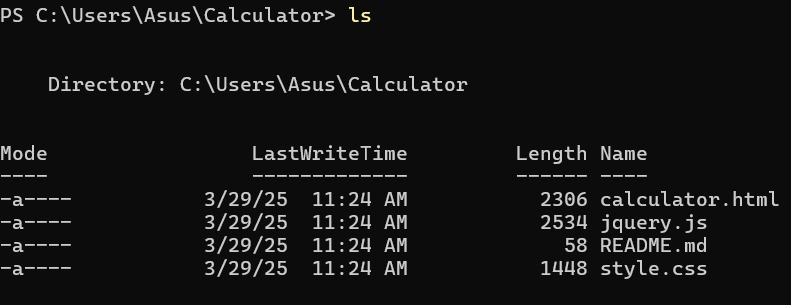 PS C:\Users\Asus\Calculator> ls
Directory: C:\Users\Asus\Calculator
Mode                 LastWriteTime         Length Name
----                 -------------         ------ ----
-a----           3/29/25  11:24 AM           2306 calculator.html
-a----           3/29/25  11:24 AM           2534 jquery.js
-a----           3/29/25  11:24 AM             58 README.md
-a----           3/29/25  11:24 AM           1448 style.css